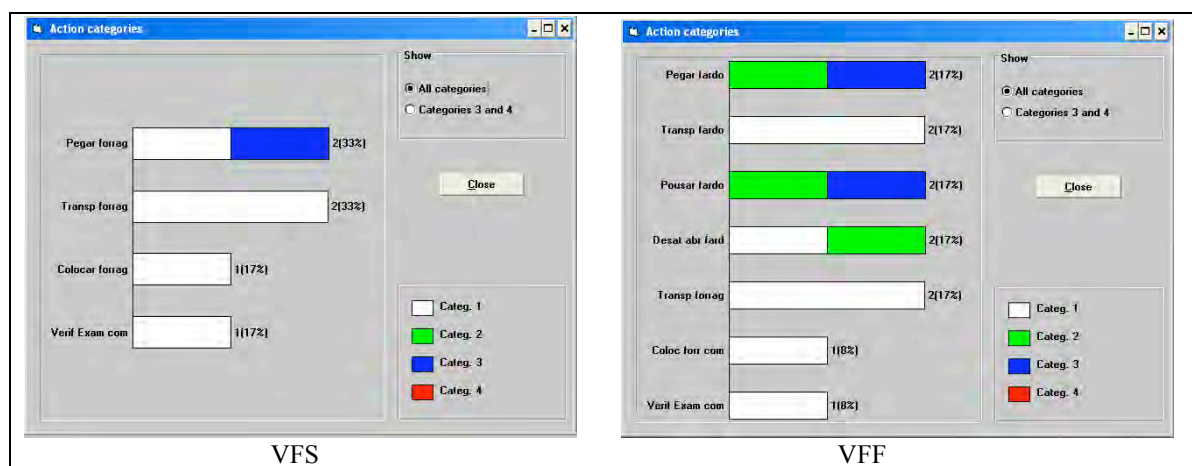 Action categories
Pegar forrag
2(33%)
Transp forrag
2(33%)
Colocar forrag
1(17%)
Verif Exam com
1(17%)
Show
All categories
Categories 3 and 4
Close
Categ. 1
Categ. 2
Categ. 3
Categ. 4
VFS
Action categories
Pegar fardo
2(17%)
Transp fardo
2(17%)
Pousar fardo
2(17%)
Desat abr fard
2(17%)
Transp forrag
2(17%)
Coloc forr com
1(8%)
Verif Exam com
1(8%)
Show
All categories
Categories 3 and 4
Close
Categ. 1
Categ. 2
Categ. 3
Categ. 4
VFF